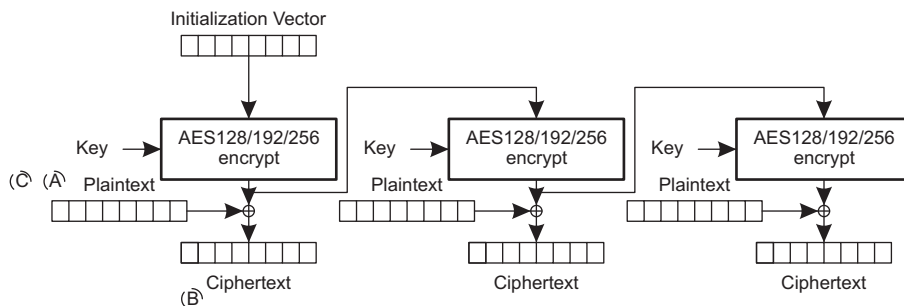 Initialization Vector
AES128/192/256
encrypt
AES128/192/256
encrypt
AES128/192/256
encrypt
Key
Key
Key
(C) (A) Plaintext
Plaintext
Plaintext
Ciphertext
Ciphertext
Ciphertext
(B)